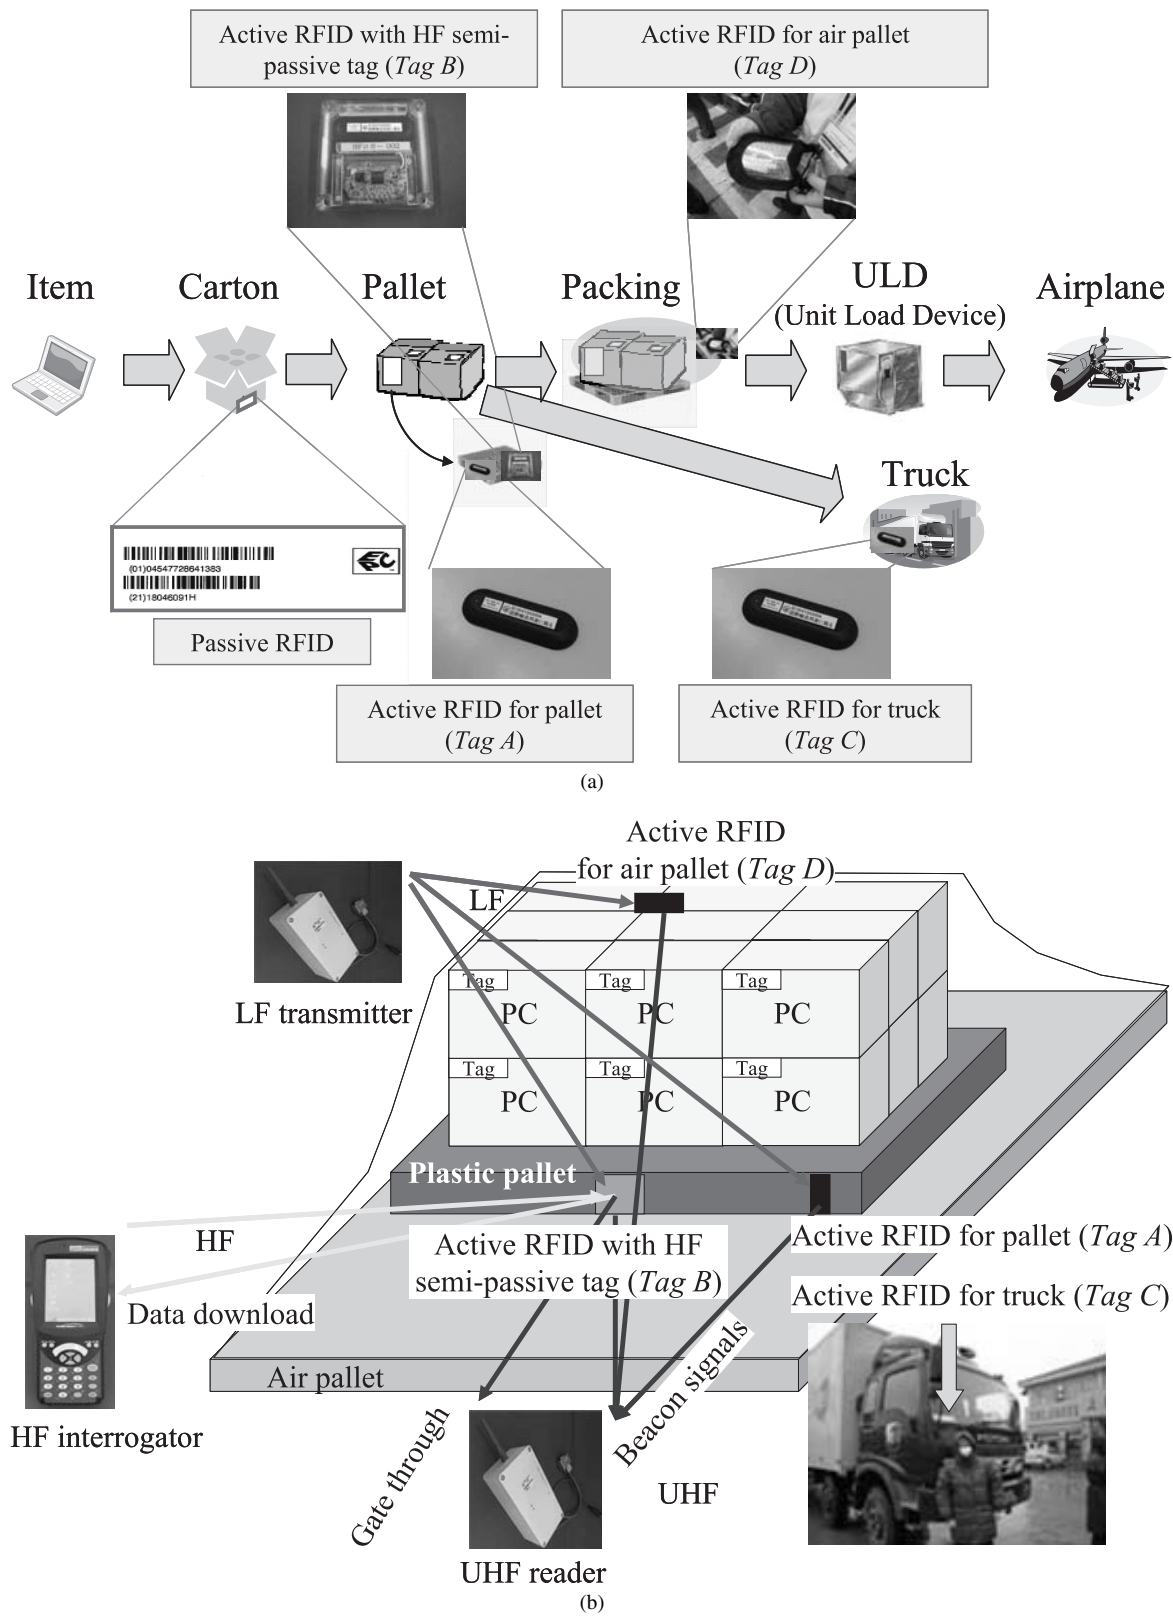 Active RFID with HF semi-
passive tag (Tag B)
Active RFID for air pallet
(Tag D)
Item
Carton
Pallet
Packing
ULD
(Unit Load Device)
Airplane
Truck
(01)04547728641383
(21)18046091H
Passive RFID
Active RFID for pallet
(Tag A)
Active RFID for truck
(Tag C)
(a)
Active RFID
for air pallet (Tag D)
LF
LF transmitter
Tag
Tag
Tag
PC
PC
PC
Tag
Tag
Tag
PC
PC
PC
Plastic pallet
HF
Data download
HF interrogator
Active RFID with HF
semi-passive tag (Tag B)
Active RFID for pallet (Tag A)
Active RFID for truck (Tag C)
Air pallet
Gate through
Beacon signals
UHF
UHF reader
(b)